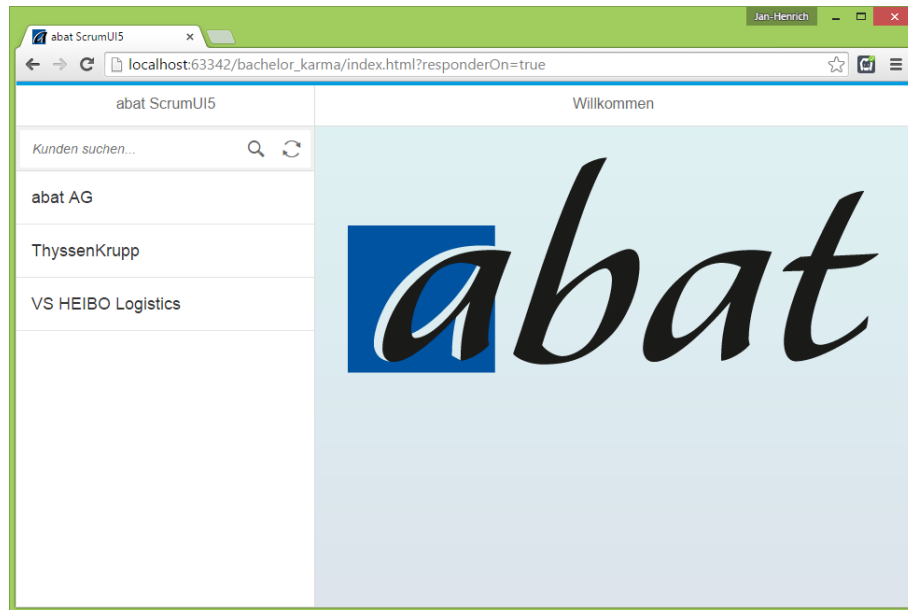 Jan-Henrich
abat ScrumUI5
localhost:63342/bachelor_karma/index.html?responderOn=true
abat ScrumUI5
Willkommen
Kunden suchen...
abat AG
ThyssenKrupp
VS HEIBO Logistics
abat